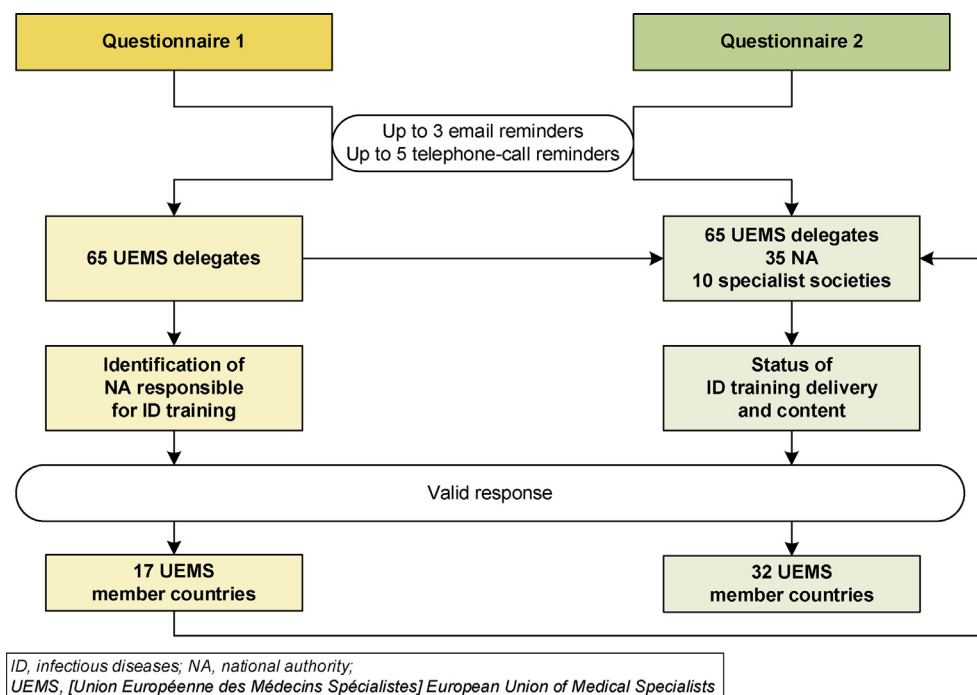 Questionnaire 1
Questionnaire 2
Up to 3 email reminders
Up to 5 telephone-call reminders
65 UEMS delegates
65 UEMS delegates
35 NA
10 specialist societies
Identification of
NA responsible
for ID training
Status of
ID training delivery
and content
Valid response
17 UEMS
member countries
32 UEMS
member countries
ID, infectious diseases; NA, national authority;
UEMS, [Union Européenne des Médecins Spécialistes] European Union of Medical Specialists